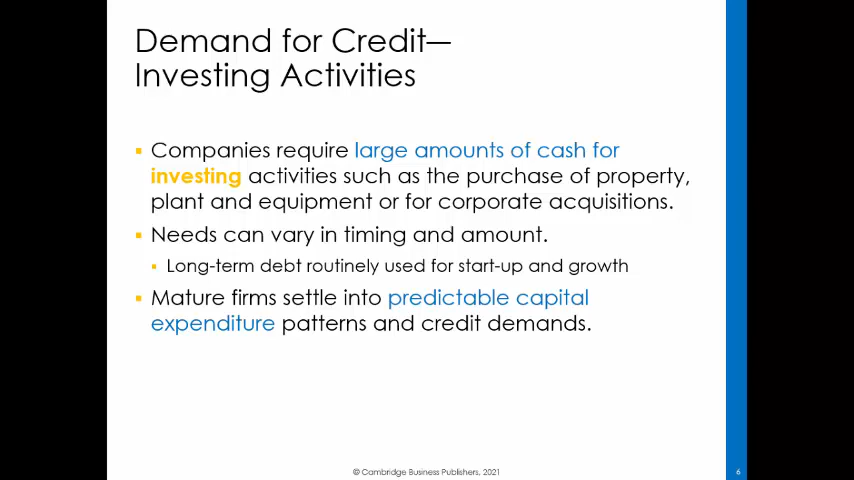 Demand for Credit—
Investing Activities
▪ Companies require large amounts of cash for
investing activities such as the purchase of property,
plant and equipment or for corporate acquisitions.
▪ Needs can vary in timing and amount.
▪ Long-term debt routinely used for start-up and growth
▪ Mature firms settle into predictable capital
expenditure patterns and credit demands.
© Cambridge Business Publishers, 2021
6